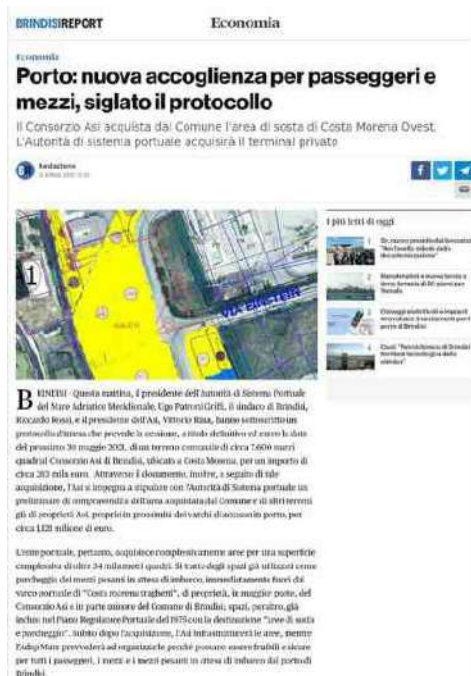 BRINDISIREPORT
Economia
Economia
Porto: nuova accoglienza per passeggeri e
mezzi, siglato il protocollo
Il Consorzio Asi acquista dal Comune l'area di sosta di Costa Morena Ovest.
L'Autorità di sistema portuale acquisirà il terminal privato
Redazione
I più letti di oggi
1
VIA EINSTEIN
1
2
3
4
BRINDISI - Questa mattina, il presidente dell'Autorità di Sistema Portuale
del Mare Adriatico Meridionale, Ugo Patroni Griffi, il sindaco di Brindisi,
Riccardo Rossi, e il presidente dell'Asi, Vittorio Rina, hanno sottoscritto un
protocollo d'intesa che prevede la cessione, a titolo definitivo ed entro la data
del prossimo 30 maggio 2021, di un terreno comunale di circa 7.606 metri
quadri al Consorzio Asi di Brindisi, ubicato a Costa Morena, per un importo di
circa 283 mila euro. Attraverso il documento, inoltre, a seguito di tale
acquisizione, l'Asi si impegna a stipulare con l'Autorità di Sistema portuale un
preliminare di compravendita dell'area acquistata dal Comune e di altri terreni
già di proprietà Asi, proprio in prossimità dei varchi di accesso in porto, per
circa 1,121 milione di euro.
L'ente portuale, pertanto, acquisisce complessivamente aree per una superficie
complessiva di oltre 34 mila metri quadri. Si tratta degli spazi già utilizzati come
parcheggio dei mezzi pesanti in attesa di imbarco, immediatamente fuori dal
varco portuale di "Costa morena traghetti", di proprietà, in maggior parte, del
Consorzio Asi e in parte minore del Comune di Brindisi; spazi, peraltro, già
inclusi nel Piano Regolatore Portuale del 1975 con la destinazione "aree di sosta
e parcheggio". Subito dopo l'acquisizione, l'Asi infrastrutturerà le aree, mentre
l'AdspMam provvederà ad organizzarle perché possano essere fruibili e sicure
per tutti i passeggeri, i mezzi e i mezzi pesanti in attesa di imbarco dal porto di
Brindisi.